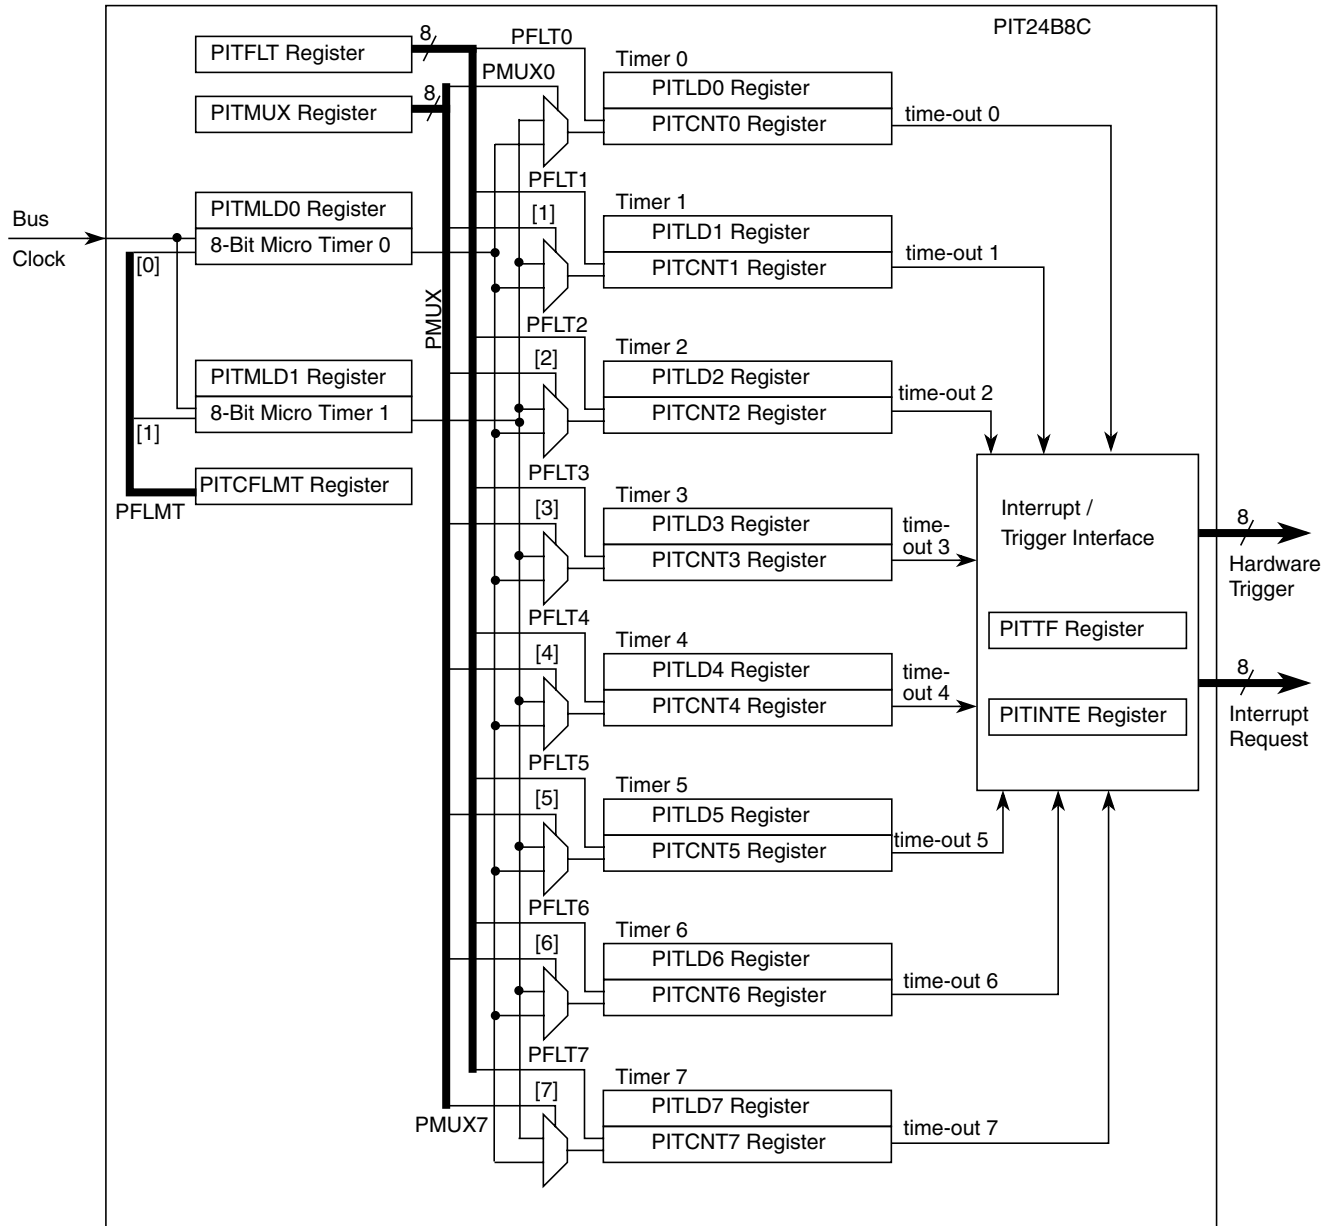 PIT24B8C
PITFLT Register
8
PITMUX Register
8
Bus
Clock
PITMLD0 Register
8-Bit Micro Timer 0
[0]
PITMLD1 Register
8-Bit Micro Timer 1
[1]
PITCFLMT Register
PFLMT
PMUX
PFLT0
PMUX0
Timer 0
PITLD0 Register
PITCNT0 Register
time-out 0
PFLT1
[1]
Timer 1
PITLD1 Register
PITCNT1 Register
time-out 1
PFLT2
[2]
Timer 2
PITLD2 Register
PITCNT2 Register
time-out 2
PFLT3
[3]
Timer 3
PITLD3 Register
PITCNT3 Register
time-
out 3
PFLT4
[4]
Timer 4
PITLD4 Register
PITCNT4 Register
time-
out 4
PFLT5
[5]
Timer 5
PITLD5 Register
PITCNT5 Register
time-out 5
PFLT6
[6]
Timer 6
PITLD6 Register
PITCNT6 Register
time-out 6
PFLT7
[7]
PMUX7
Timer 7
PITLD7 Register
PITCNT7 Register
time-out 7
Interrupt /
Trigger Interface
PITTF Register
PITINTE Register
8
Hardware
Trigger
8
Interrupt
Request